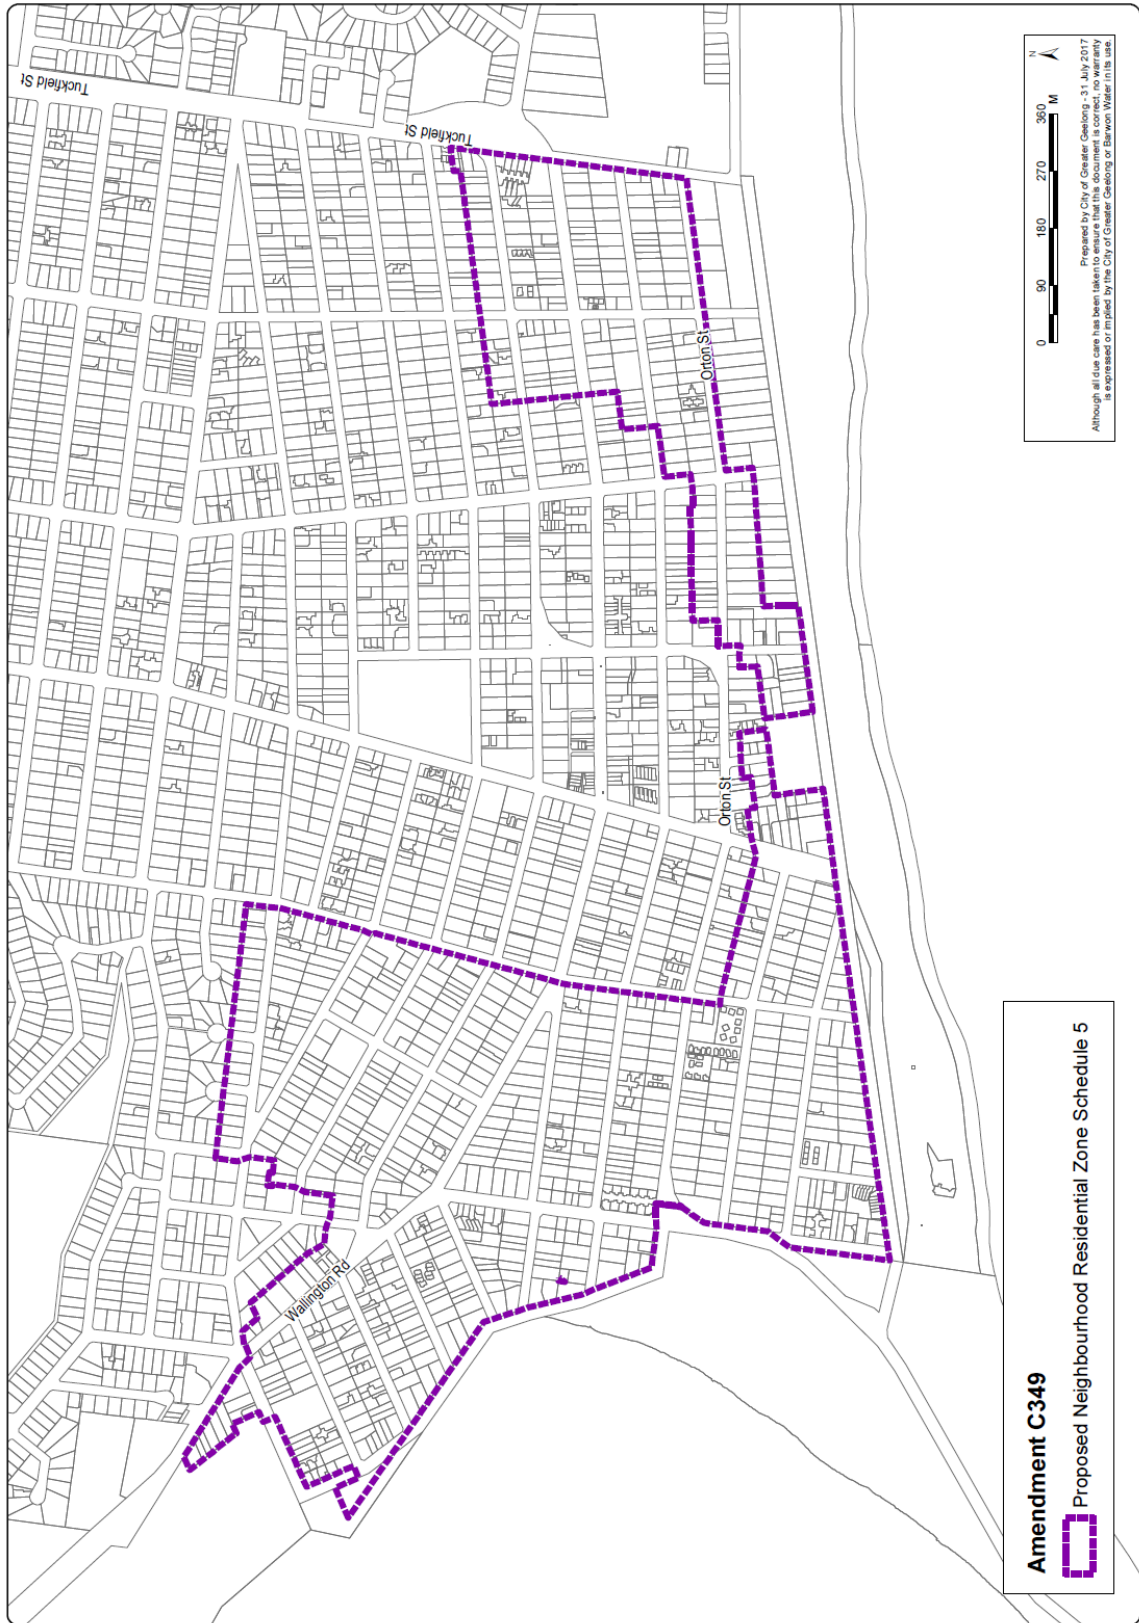 Tuckfield St
Tuckfield St
Orton St
Orton St
Wallington Rd
N
0 90 180 270 360
M
Prepared by City of Greater Geelong - 31 July 2017
Although all due care has been taken to ensure that this document is correct, no warranty
is expressed or implied by the City of Greater Geelong or Barwon Water in its use.
Amendment C349
Proposed Neighbourhood Residential Zone Schedule 5